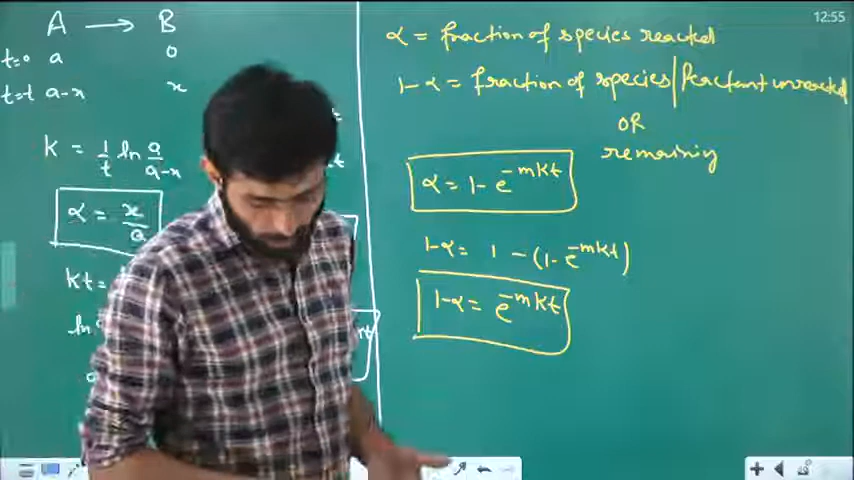 A → B
t=0 a 0
t=t a-x x
k = 1/t ln a/a-x
α = x/a
kt=
ln
12:55
α = fraction of species reacted
1-α = fraction of species/Reactant unreacted
OR
remaining
α = 1 - e^-mkt
1-α = 1 - (1-e^-mkt)
1-α = e^-mkt